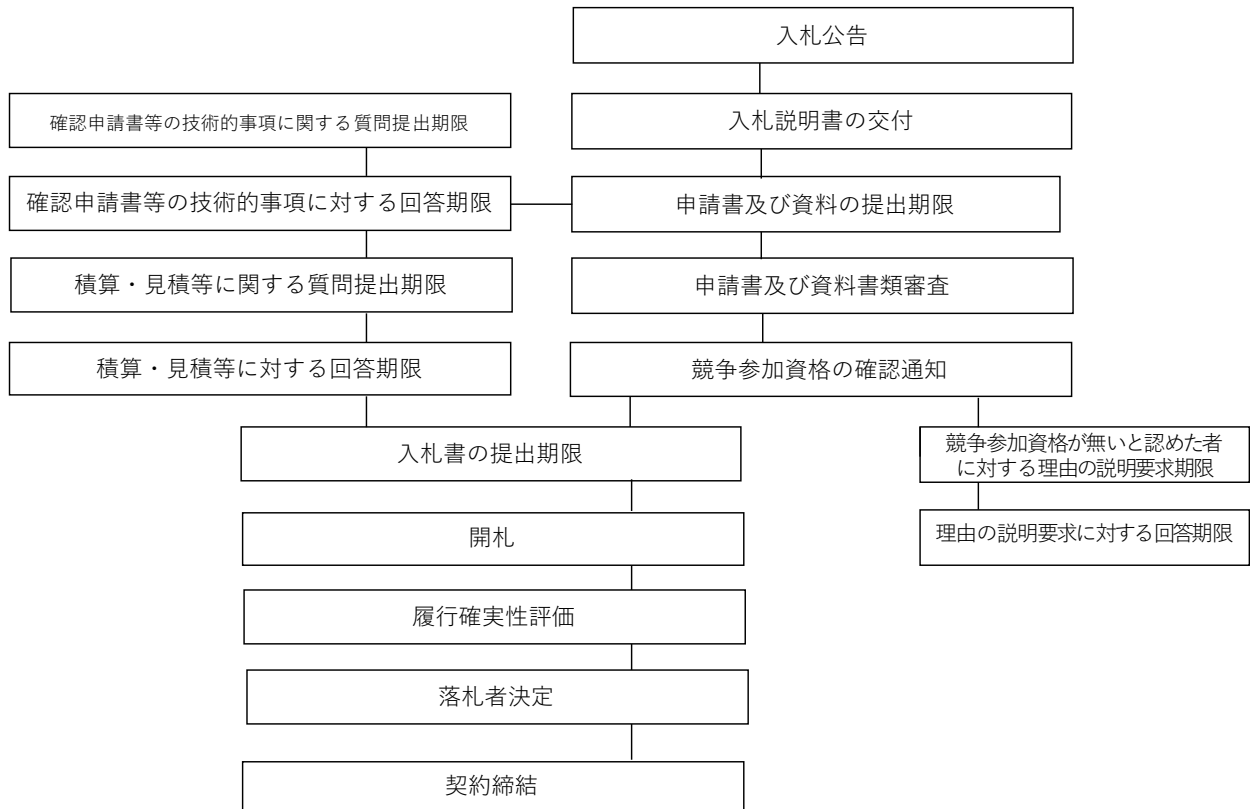 入札公告
確認申請書等の技術的事項に関する質問提出期限
入札説明書の交付
確認申請書等の技術的事項に対する回答期限
申請書及び資料の提出期限
積算・見積等に関する質問提出期限
申請書及び資料書類審査
積算・見積等に対する回答期限
競争参加資格の確認通知
入札書の提出期限
競争参加資格が無いと認めた者
に対する理由の説明要求期限
開札
理由の説明要求に対する回答期限
履行確実性評価
落札者決定
契約締結